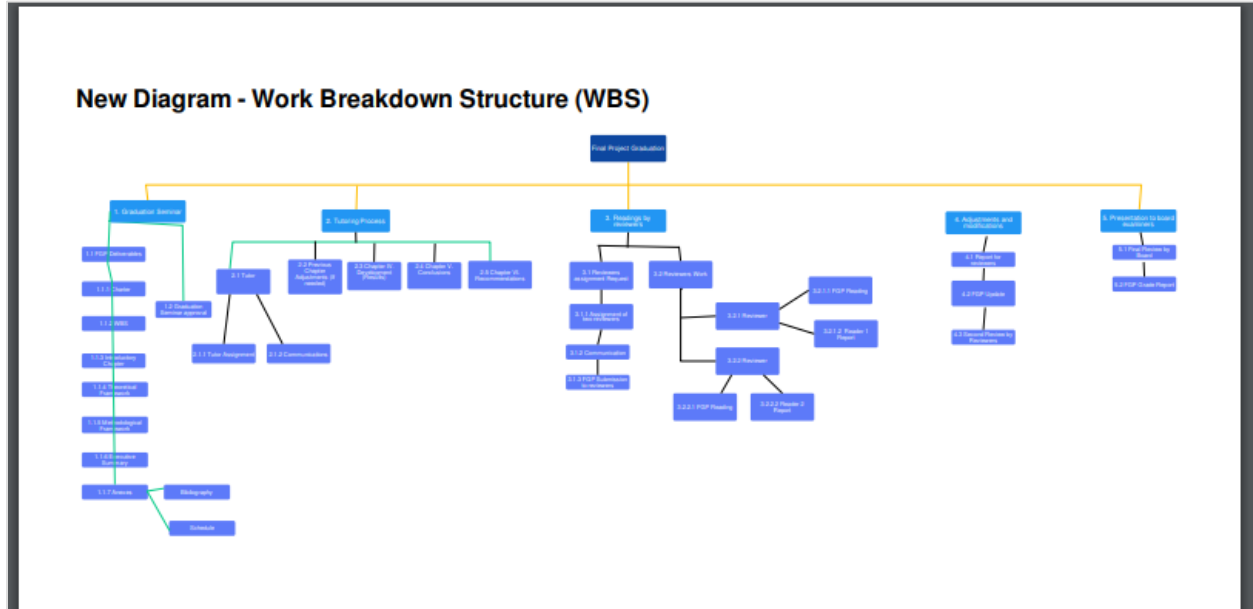 New Diagram - Work Breakdown Structure (WBS)
Final Project Graduation
1. Graduation Seminar
2. Tutoring Process
3. Readings by
reviewers
4. Adjustments and
modifications
5. Presentation to board
examiners
1.1 FGP Deliverables
1.1.1 Charter
1.1.2 WBS
1.1.3 Introductory
Chapter
1.1.4 Theoretical
Framework
1.1.5 Methodological
Framework
1.1.6 Executive
Summary
1.1.7 Annexes
Bibliography
Schedule
1.2 Graduation
Seminar approval
2.1 Tutor
2.1.1 Tutor Assignment
2.1.2 Communications
2.2 Previous
Chapter
Adjustments (if
needed)
2.3 Chapter IV.
Development
(Results)
2.4 Chapter V.
Conclusions
2.5 Chapter VI.
Recommendations
3.1 Reviewers
assignment Request
3.1.1 Assignment of
two reviewers
3.1.2 Communication
3.1.3 FGP Submission
to reviewers
3.2 Reviewers Work
3.2.1 Reviewer
3.2.1.1 FGP Reading
3.2.1.2 Reader 1
Report
3.2.2 Reviewer
3.2.2.1 FGP Reading
3.2.2.2 Reader 2
Report
4.1 Report for
reviewers
4.2 FGP Update
4.3 Second Review by
Reviewers
5.1 Final Review by
Board
5.2 FGP Grade Report